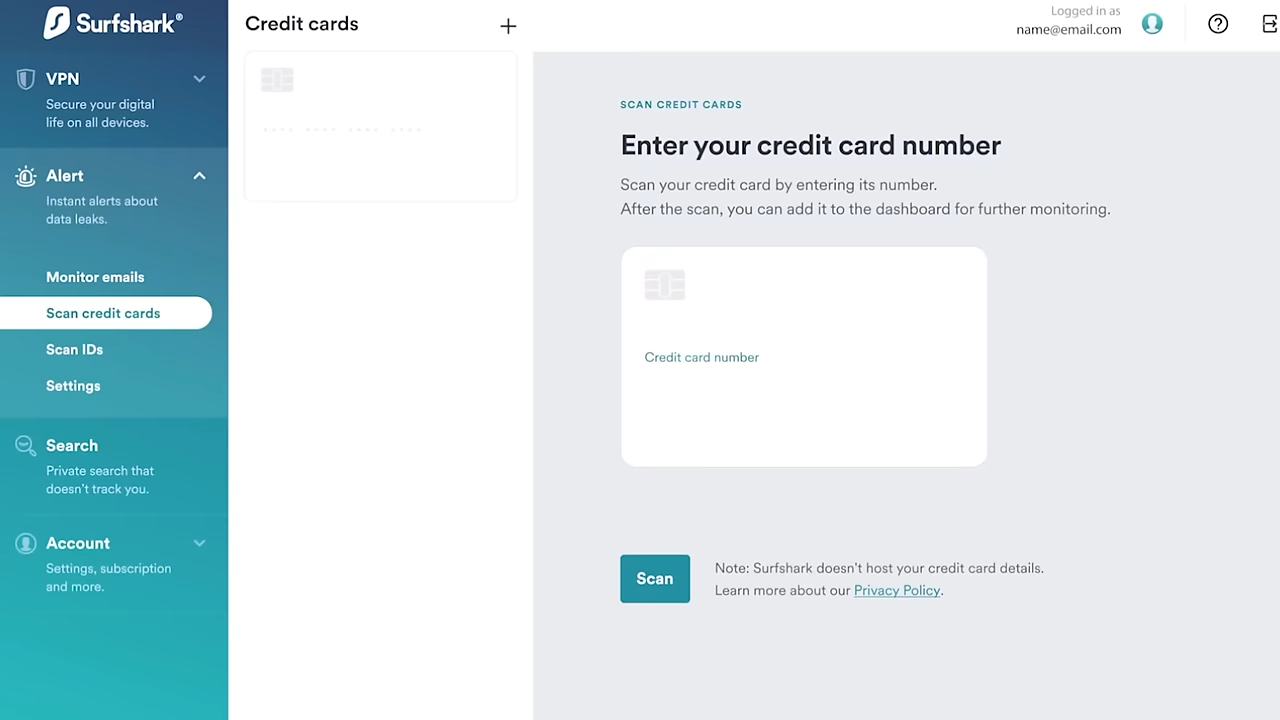 Surfshark®
VPN
Secure your digital
life on all devices.
Alert
Instant alerts about
data leaks.
Monitor emails
Scan credit cards
Scan IDs
Settings
Search
Private search that
doesn't track you.
Account
Settings, subscription
and more.
Credit cards
Logged in as
name@email.com
SCAN CREDIT CARDS
Enter your credit card number
Scan your credit card by entering its number.
After the scan, you can add it to the dashboard for further monitoring.
Credit card number
Scan
Note: Surfshark doesn't host your credit card details.
Learn more about our Privacy Policy.